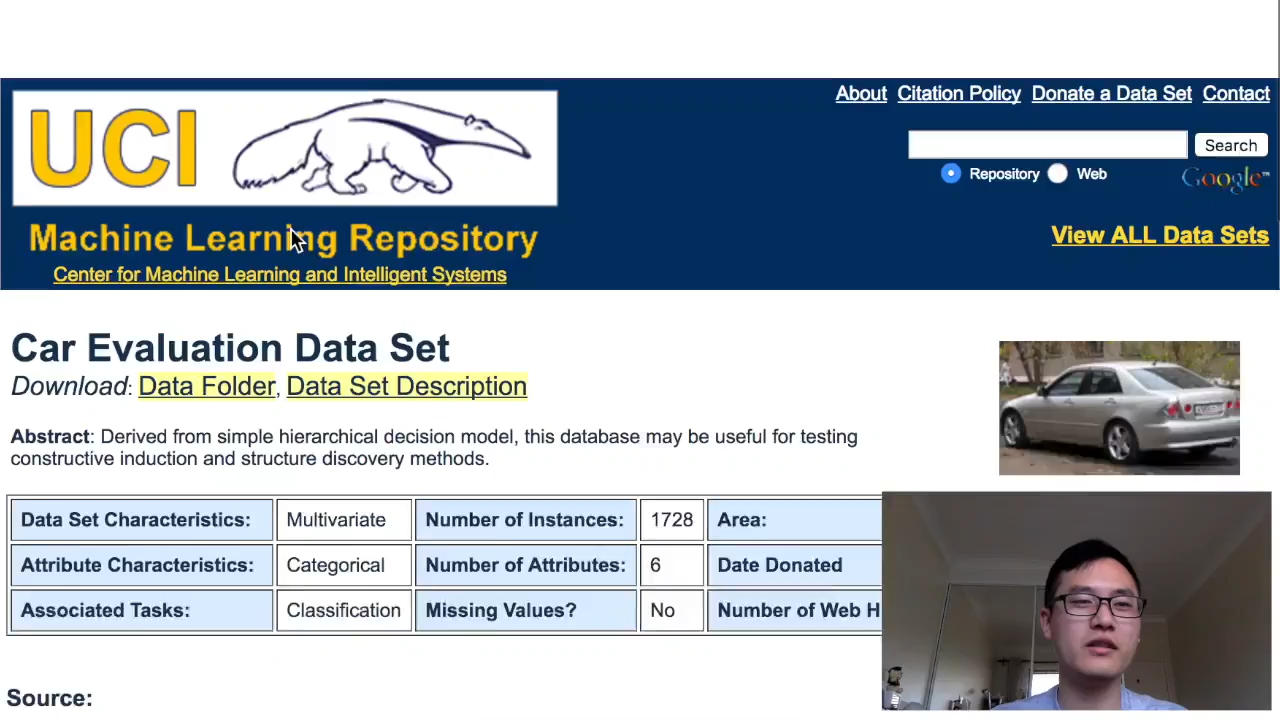 About Citation Policy Donate a Data Set Contact
UCI
Search
Repository Web Google™
Machine Learning Repository
View ALL Data Sets
Center for Machine Learning and Intelligent Systems
Car Evaluation Data Set
Download: Data Folder, Data Set Description
Abstract: Derived from simple hierarchical decision model, this database may be useful for testing
constructive induction and structure discovery methods.
Data Set Characteristics: Multivariate Number of Instances: 1728 Area:
Attribute Characteristics: Categorical Number of Attributes: 6 Date Donated
Associated Tasks: Classification Missing Values? No Number of Web H
Source: